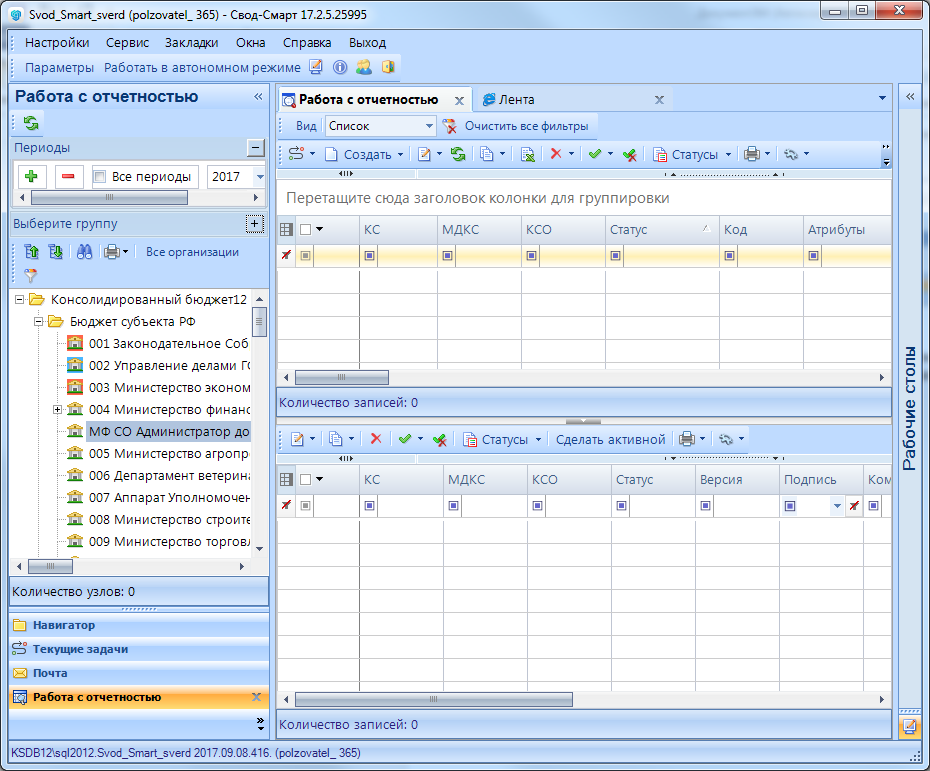 Svod_Smart_sverd (polzovatel_ 365) - Свод-Смарт 17.2.5.25995
Настройки Сервис Закладки Окна Справка Выход
Параметры Работать в автономном режиме
Работа с отчетностью
Периоды
Все периоды 2017
Выберите группу
Все организации
Консолидированный бюджет12
Бюджет субъекта РФ
001 Законодательное Соб
002 Управление делами ГС
003 Министерство эконом
004 Министерство финанс
МФ СО Администратор до
005 Министерство агропро
006 Департамент ветерина
007 Аппарат Уполномочен
008 Министерство строите
009 Министерство торговл
Количество узлов: 0
Навигатор
Текущие задачи
Почта
Работа с отчетностью
Работа с отчетностью Лента
Вид Список Очистить все фильтры
Создать Статусы
Перетащите сюда заголовок колонки для группировки
КС МДКС КСО Статус Код Атрибуты
Количество записей: 0
Статусы Сделать активной
КС МДКС КСО Статус Версия Подпись Ком
Количество записей: 0
Рабочие столы
KSDB12\sql2012.Svod_Smart_sverd 2017.09.08.416. (polzovatel_ 365)